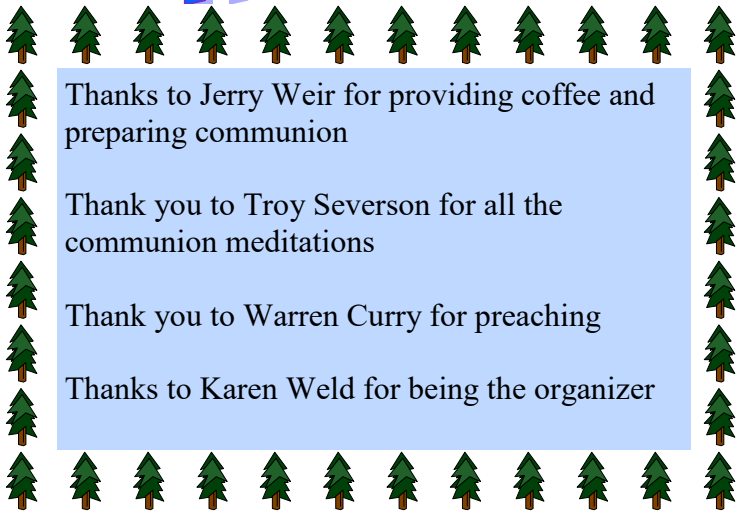 Thanks to Jerry Weir for providing coffee and
preparing communion
Thank you to Troy Severson for all the
communion meditations
Thank you to Warren Curry for preaching
Thanks to Karen Weld for being the organizer